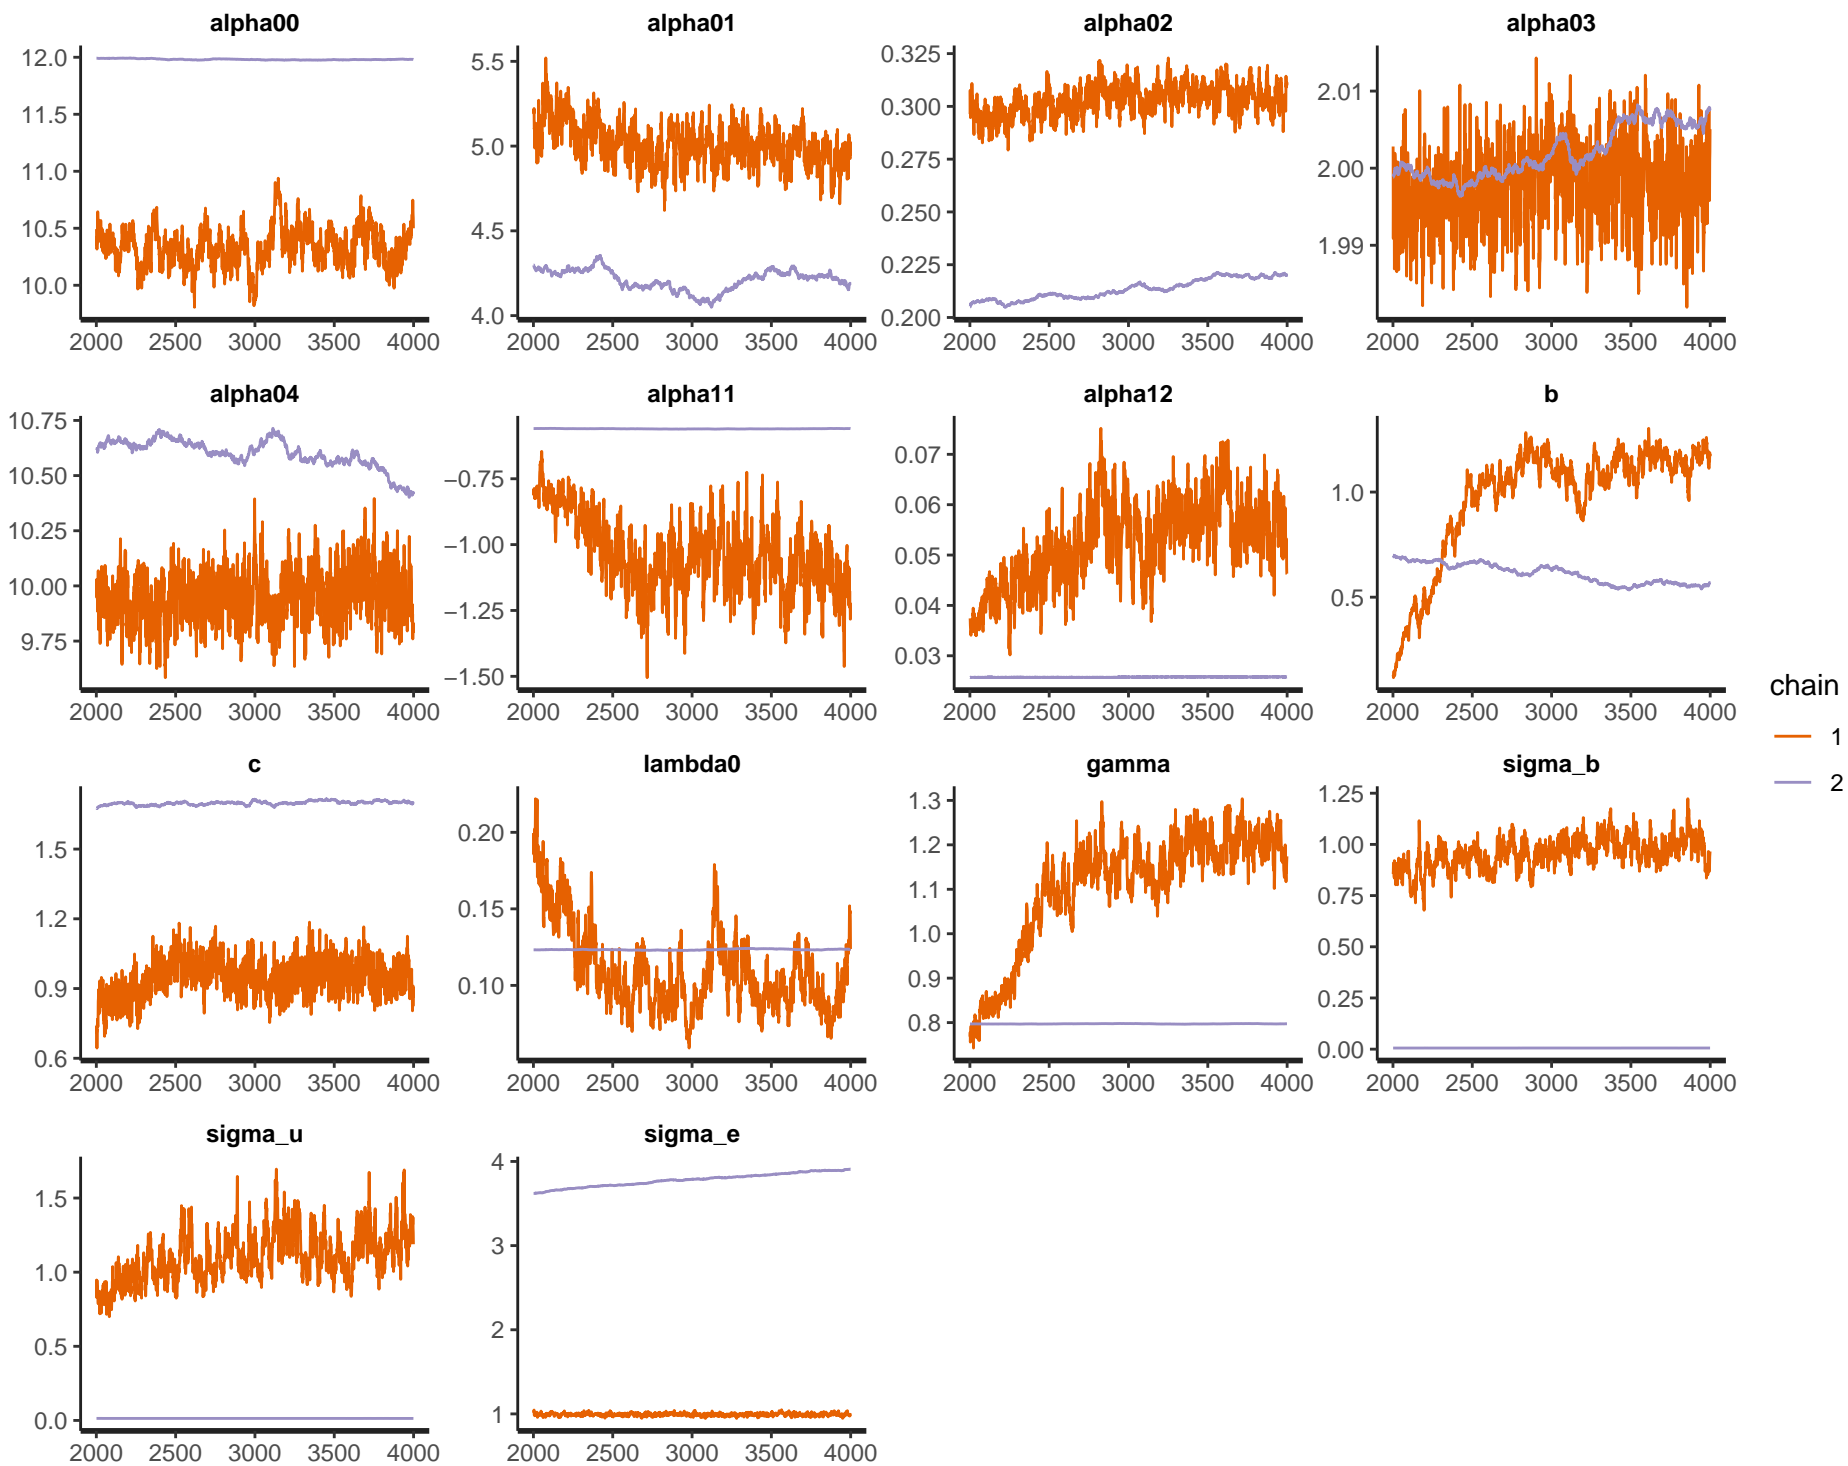 alpha00 alpha01 alpha02 alpha03
12.0 11.5 11.0 10.5 10.0
5.5 5.0 4.5 4.0
0.325 0.300 0.275 0.250 0.225 0.200
2.01 2.00 1.99
2000 2500 3000 3500 4000 2000 2500 3000 3500 4000 2000 2500 3000 3500 4000 2000 2500 3000 3500 4000
alpha04 alpha11 alpha12 b
10.75 10.50 10.25 10.00 9.75
−0.75 −1.00 −1.25 −1.50
0.07 0.06 0.05 0.04 0.03
1.0 0.5
2000 2500 3000 3500 4000 2000 2500 3000 3500 4000 2000 2500 3000 3500 4000 2000 2500 3000 3500 4000
chain
1
2
c lambda0 gamma sigma_b
1.5 1.2 0.9 0.6
0.20 0.15 0.10
1.3 1.2 1.1 1.0 0.9 0.8
1.25 1.00 0.75 0.50 0.25 0.00
2000 2500 3000 3500 4000 2000 2500 3000 3500 4000 2000 2500 3000 3500 4000 2000 2500 3000 3500 4000
sigma_u sigma_e
1.5 1.0 0.5 0.0
4 3 2 1
2000 2500 3000 3500 4000 2000 2500 3000 3500 4000